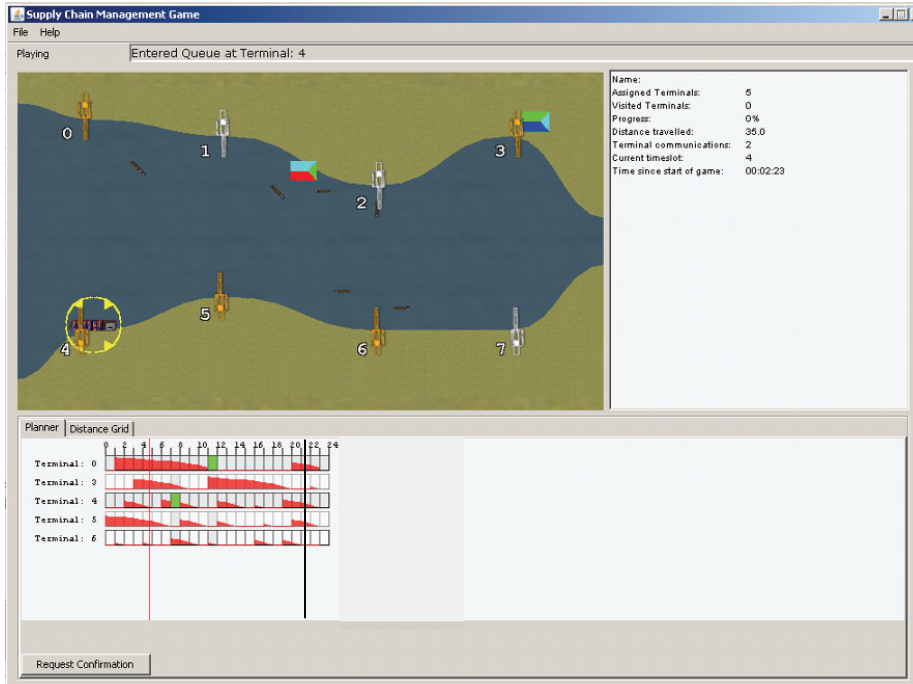 Supply Chain Management Game
File Help
Playing
Entered Queue at Terminal: 4
0
1
2
3
4
5
6
7
Name:
Assigned Terminals: 5
Visited Terminals: 0
Progress: 0%
Distance travelled: 35.0
Terminal communications: 2
Current timeslot: 4
Time since start of game: 00:02:23
Planner Distance Grid
0 2 4 6 8 10 12 14 16 18 20 22 24
Terminal: 0
Terminal: 3
Terminal: 4
Terminal: 5
Terminal: 6
Request Confirmation